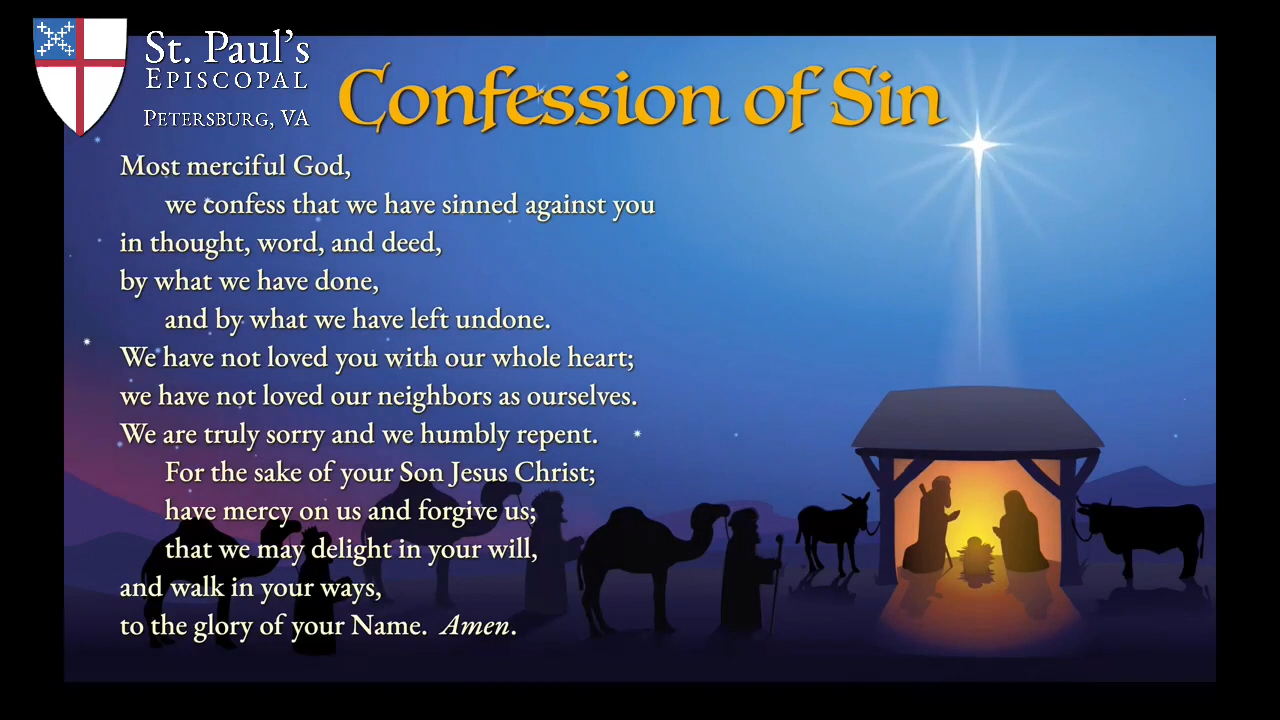 St. Paul's
Episcopal
Petersburg, VA
Confession of Sin
Most merciful God,
we confess that we have sinned against you
in thought, word, and deed,
by what we have done,
and by what we have left undone.
We have not loved you with our whole heart;
we have not loved our neighbors as ourselves.
We are truly sorry and we humbly repent.
For the sake of your Son Jesus Christ;
have mercy on us and forgive us;
that we may delight in your will,
and walk in your ways,
to the glory of your Name. Amen.